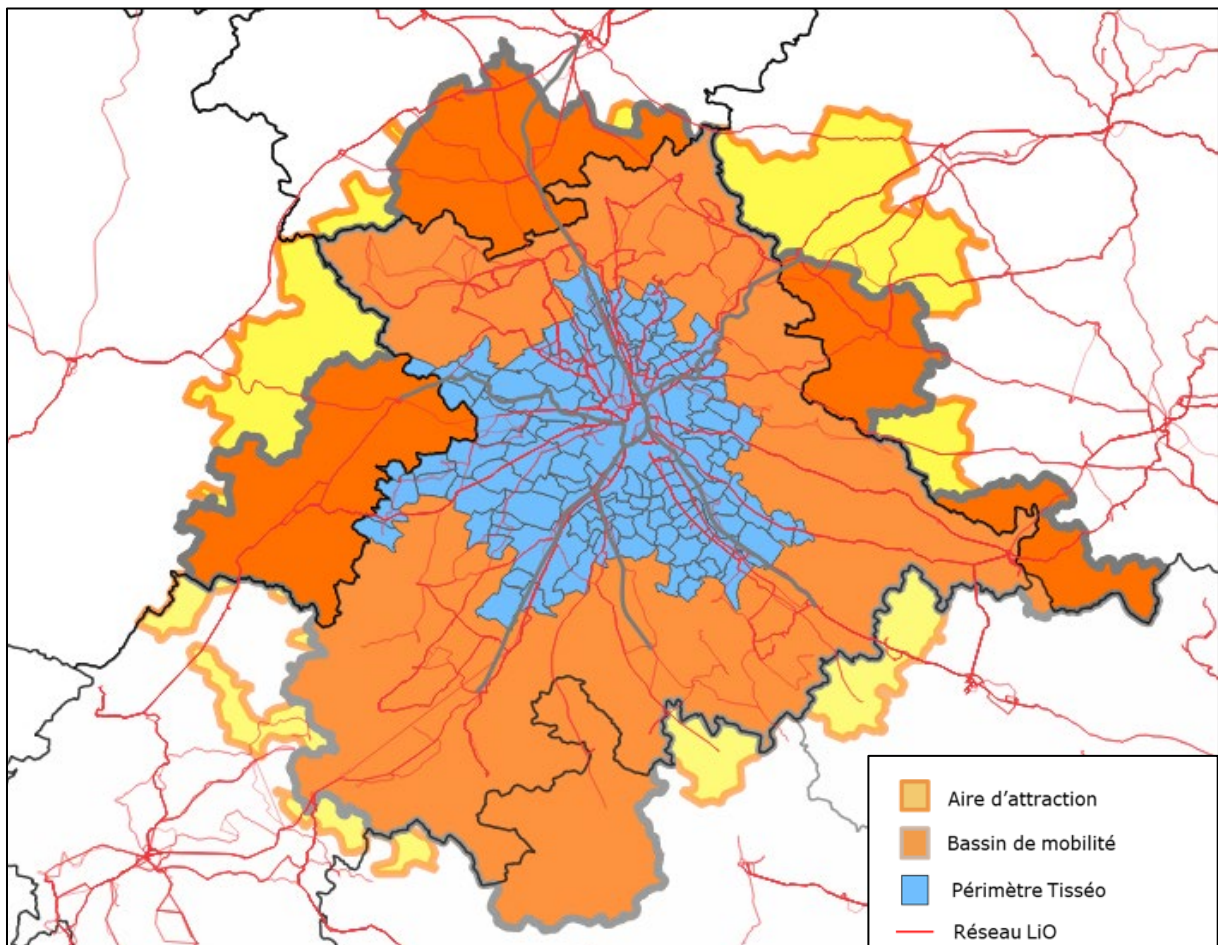 Aire d'attraction
Bassin de mobilité
Périmètre Tisséo
Réseau LiO